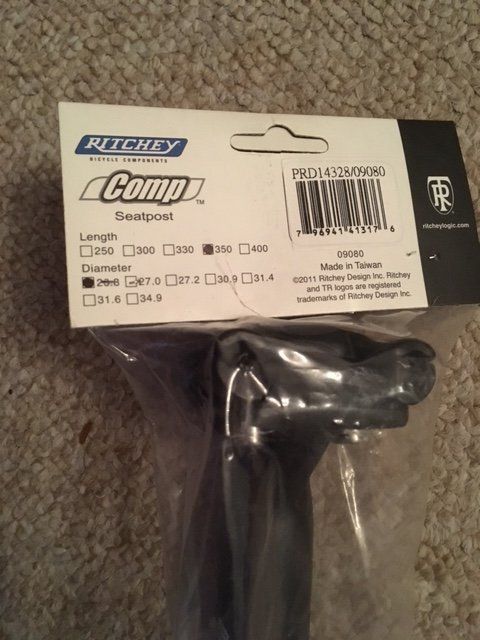 RITCHEY
BICYCLE COMPONENTS
Comp
TM
Seatpost
Length
250 300 330 350 400
Diameter
26.8 27.0 27.2 30.9 31.4
31.6 34.9
PRD14328/09080
7 96941 41317 6
09080
Made in Taiwan
©2011 Ritchey Design Inc. Ritchey
and TR logos are registered
trademarks of Ritchey Design Inc.
ritcheylogic.com